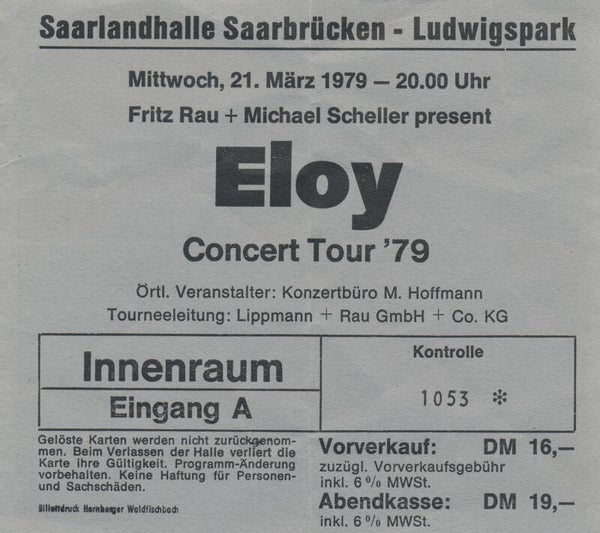 Saarlandhalle Saarbrücken - Ludwigspark
Mittwoch, 21. März 1979 — 20.00 Uhr
Fritz Rau + Michael Scheller present
Eloy
Concert Tour '79
Örtl. Veranstalter: Konzertbüro M. Hoffmann
Tourneeleitung: Lippmann + Rau GmbH + Co. KG
Innenraum
Eingang A
Kontrolle
1053 *
Gelöste Karten werden nicht zurückgenom-
men. Beim Verlassen der Halle verliert die
Karte ihre Gültigkeit. Programm-Änderung
vorbehalten. Keine Haftung für Personen-
und Sachschäden.
Billettdruck Hornberger Waldfischbach
Vorverkauf: DM 16,—
zuzügl. Vorverkaufsgebühr
inkl. 6% MWSt.
Abendkasse: DM 19,—
inkl. 6% MWSt.